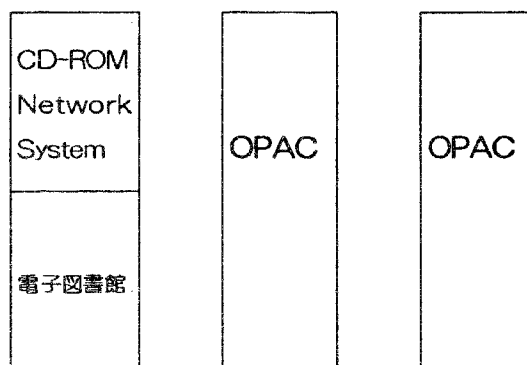 CD-ROM
Network
System
電子図書館
OPAC
OPAC